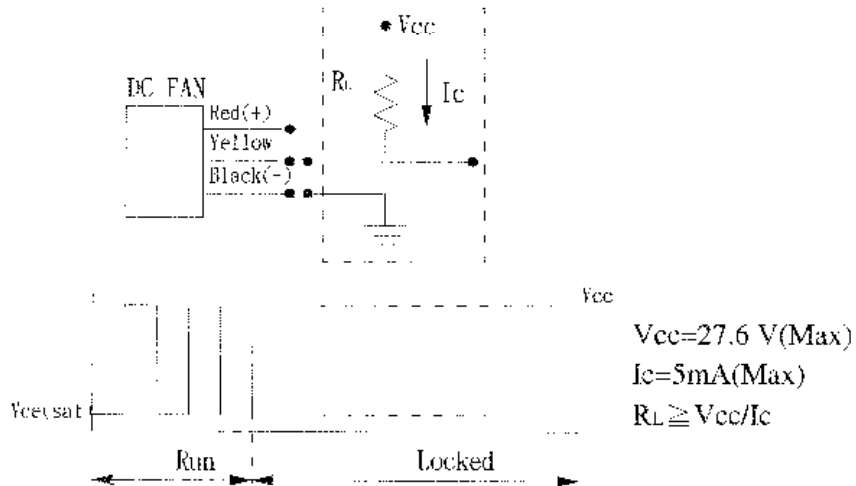 Vcc
RL
Ic
DC FAN
Red(+)
Yellow
Black(-)
Vcc
Vce(sat
Run
Locked
Vcc=27.6 V(Max)
Ic=5mA(Max)
RL≧Vcc/Ic